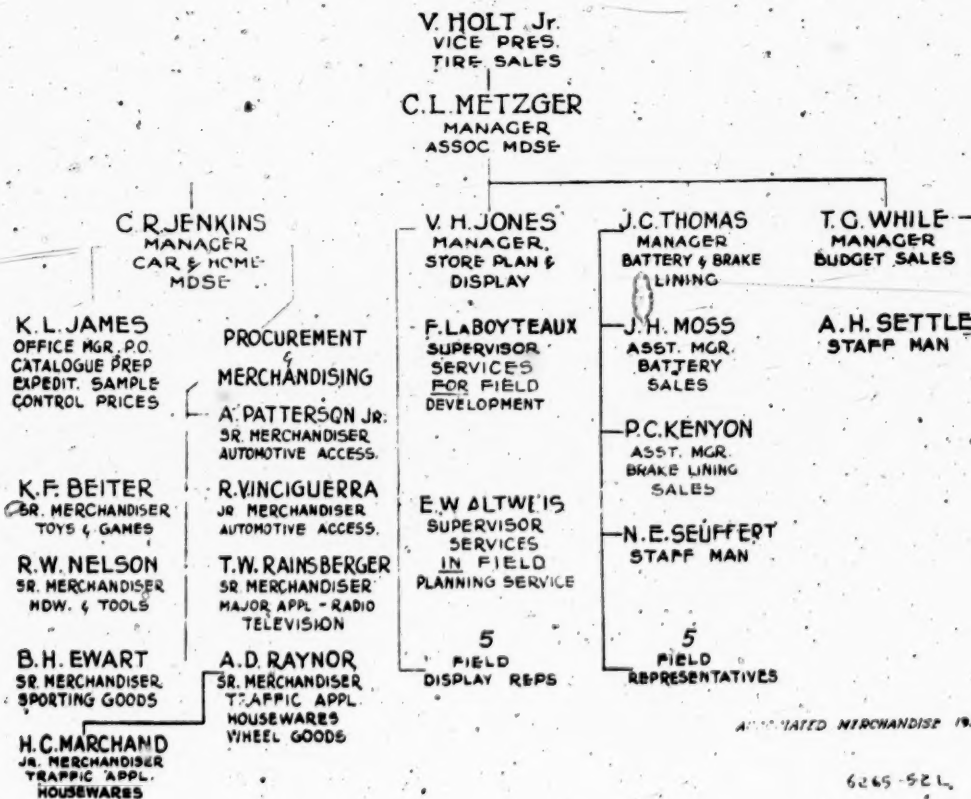 V. HOLT Jr.
VICE PRES.
TIRE SALES
C. L. METZGER
MANAGER
ASSOC MDSE
C. R. JENKINS
MANAGER
CAR & HOME
MDSE
K. L. JAMES
OFFICE MGR. P.O.
CATALOGUE PREP
EXPEDIT. SAMPLE
CONTROL PRICES
K. F. BEITER
SR. MERCHANDISER
TOYS & GAMES
R. W. NELSON
SR. MERCHANDISER
HDW. & TOOLS
B. H. EWART
SR. MERCHANDISER
SPORTING GOODS
H. C. MARCHAND
JR. MERCHANDISER
TRAFFIC APPL.
HOUSEWARES
PROCUREMENT
&
MERCHANDISING
A. PATTERSON Jr.
SR. MERCHANDISER
AUTOMOTIVE ACCESS.
R. VINCIGUERRA
JR MERCHANDISER
AUTOMOTIVE ACCESS.
T. W. RAINSBERGER
SR MERCHANDISER
MAJOR APPL - RADIO
TELEVISION
A. D. RAYNOR
SR. MERCHANDISER
TRAFFIC APPL.
HOUSEWARES
WHEEL GOODS
V. H. JONES
MANAGER,
STORE PLAN &
DISPLAY
F. LaBOYTEAUX
SUPERVISOR
SERVICES
FOR FIELD
DEVELOPMENT
E. W ALTWEIS
SUPERVISOR
SERVICES
IN FIELD
PLANNING SERVICE
5
FIELD
DISPLAY REPS
J. C. THOMAS
MANAGER
BATTERY & BRAKE
LINING
J. H. MOSS
ASST. MGR.
BATTERY
SALES
P. C. KENYON
ASST. MGR.
BRAKE LINING
SALES
N. E. SEUFFERT
STAFF MAN
5
FIELD
REPRESENTATIVES
T. G. WHILE
MANAGER
BUDGET SALES
A. H. SETTLE
STAFF MAN
MERCHANDISE
6265-52L